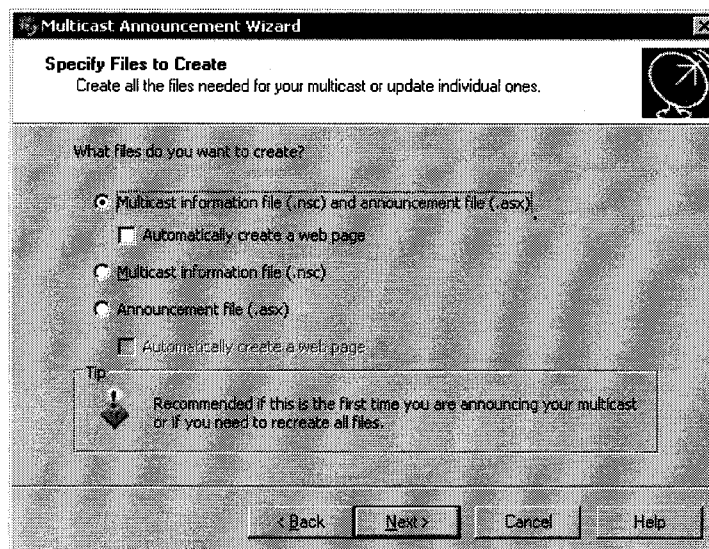 Multicast Announcement Wizard
Specify Files to Create
Create all the files needed for your multicast or update individual ones.
What files do you want to create?
Multicast information file (.nsc) and announcement file (.asx)
Automatically create a web page
Multicast information file (.nsc)
Announcement file (.asx)
Automatically create a web page
Tip
Recommended if this is the first time you are announcing your multicast
or if you need to recreate all files.
< Back
Next >
Cancel
Help